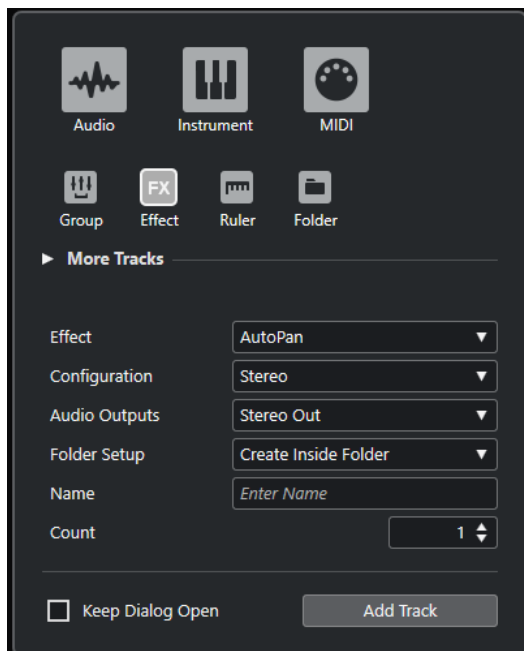 Audio Instrument MIDI
FX
Group Effect Ruler Folder
More Tracks
Effect AutoPan
Configuration Stereo
Audio Outputs Stereo Out
Folder Setup Create Inside Folder
Name Enter Name
Count 1
Keep Dialog Open Add Track